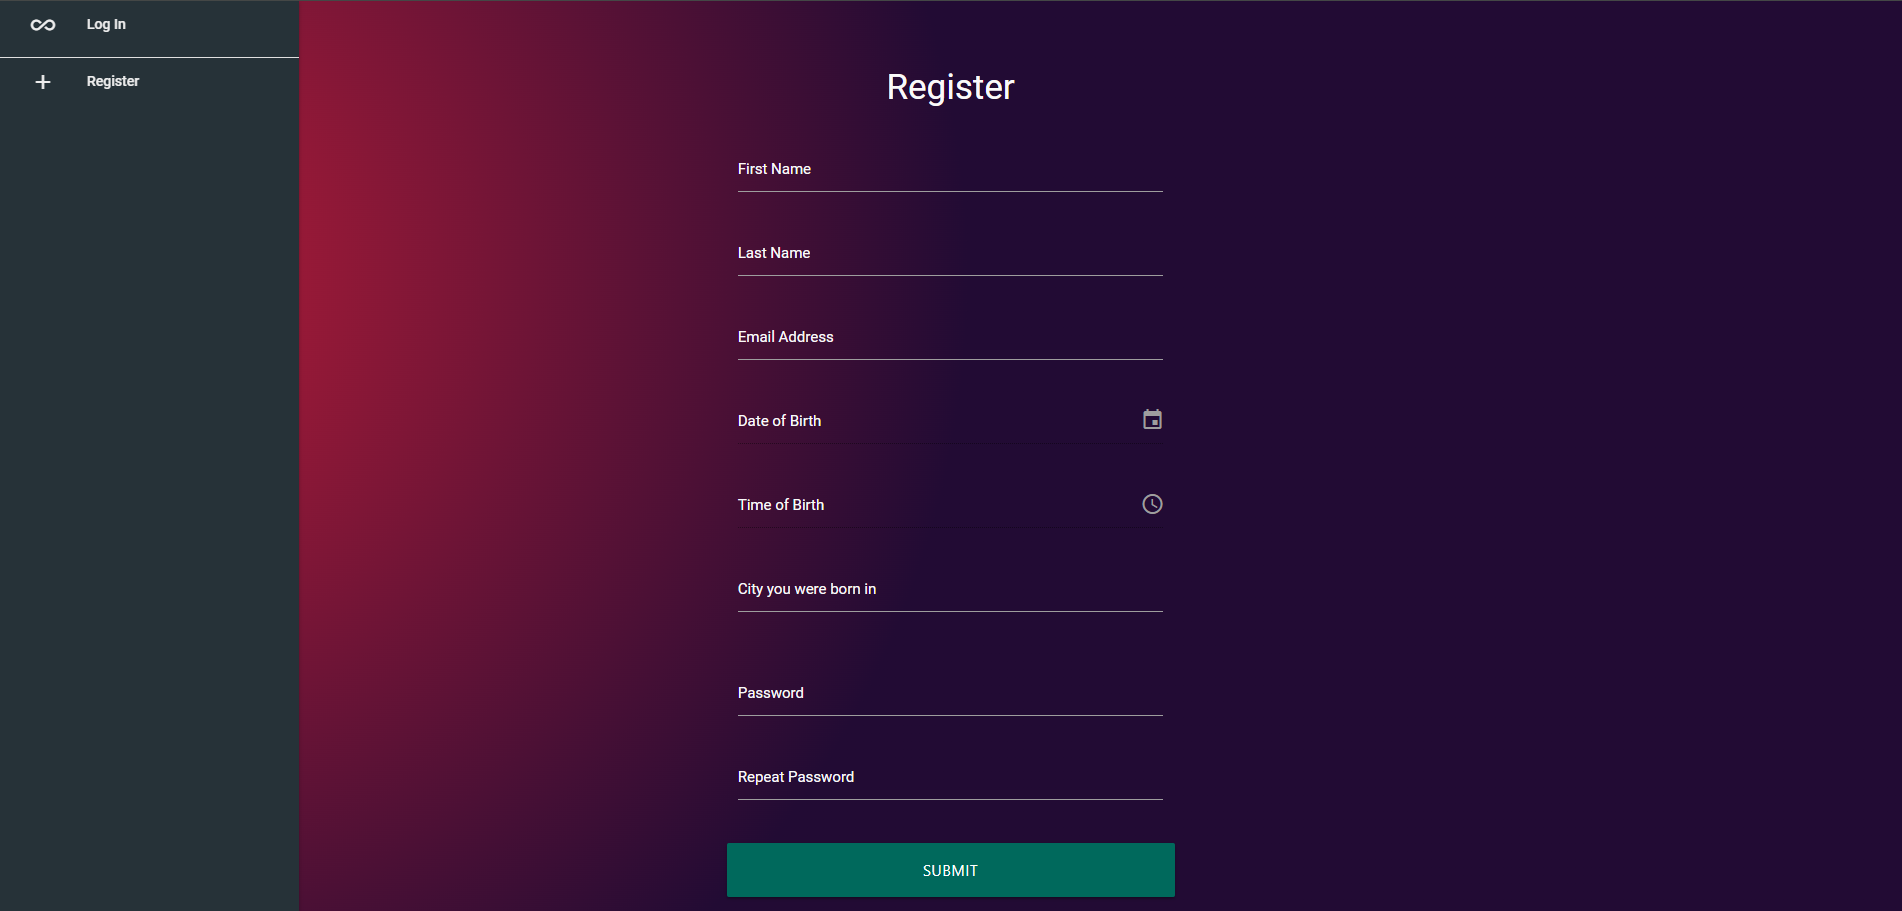 Log In
Register
Register
First Name
Last Name
Email Address
Date of Birth
Time of Birth
City you were born in
Password
Repeat Password
SUBMIT